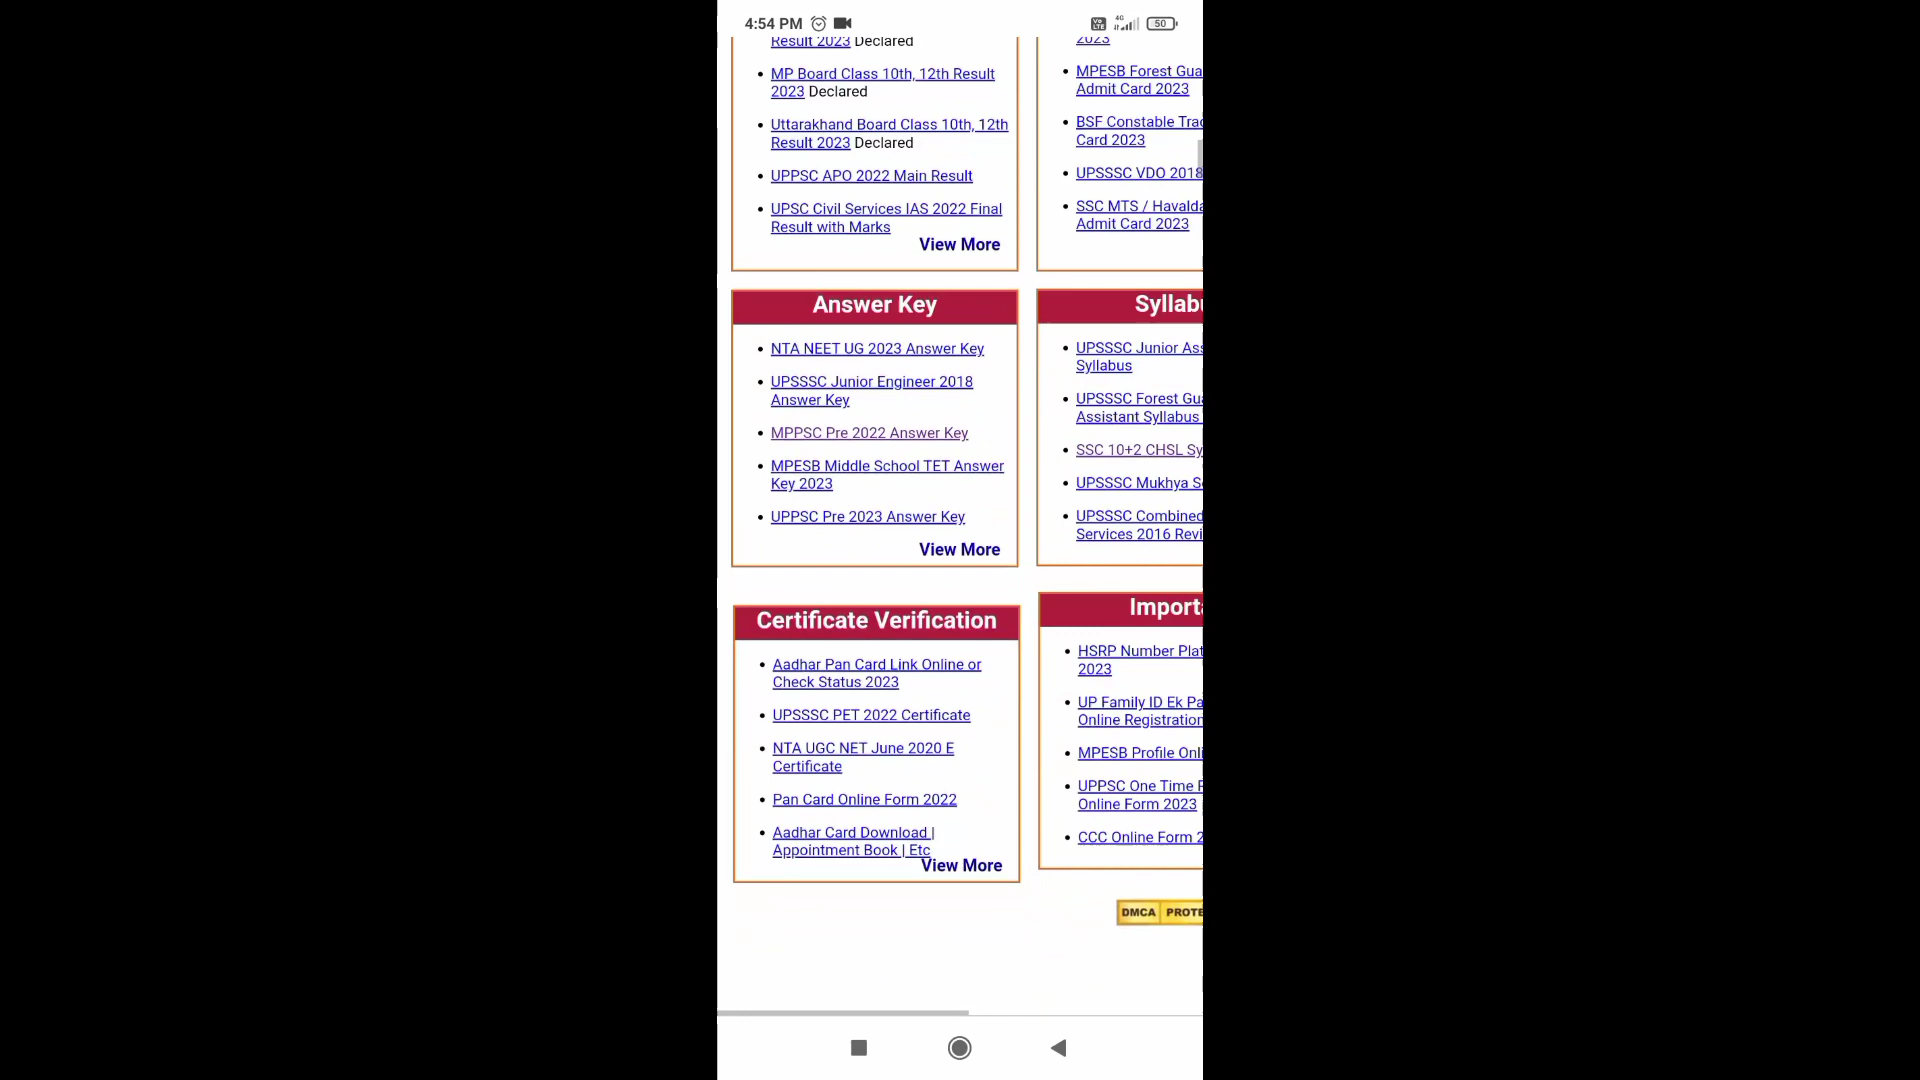 4:54 PM
Vo LTE
4G
50
Result 2023 Declared
MP Board Class 10th, 12th Result
2023 Declared
Uttarakhand Board Class 10th, 12th
Result 2023 Declared
UPPSC APO 2022 Main Result
UPSC Civil Services IAS 2022 Final
Result with Marks
View More
2023
MPESB Forest Gua
Admit Card 2023
BSF Constable Trad
Card 2023
UPSSSC VDO 2018
SSC MTS / Havalda
Admit Card 2023
Answer Key
NTA NEET UG 2023 Answer Key
UPSSSC Junior Engineer 2018
Answer Key
MPPSC Pre 2022 Answer Key
MPESB Middle School TET Answer
Key 2023
UPPSC Pre 2023 Answer Key
View More
Syllabu
UPSSSC Junior Ass
Syllabus
UPSSSC Forest Gua
Assistant Syllabus
SSC 10+2 CHSL Sy
UPSSSC Mukhya Se
UPSSSC Combined
Services 2016 Revi
Certificate Verification
Aadhar Pan Card Link Online or
Check Status 2023
UPSSSC PET 2022 Certificate
NTA UGC NET June 2020 E
Certificate
Pan Card Online Form 2022
Aadhar Card Download |
Appointment Book | Etc
View More
Importa
HSRP Number Plat
2023
UP Family ID Ek Pa
Online Registration
MPESB Profile Onli
UPPSC One Time R
Online Form 2023
CCC Online Form 2
DMCA PROTE